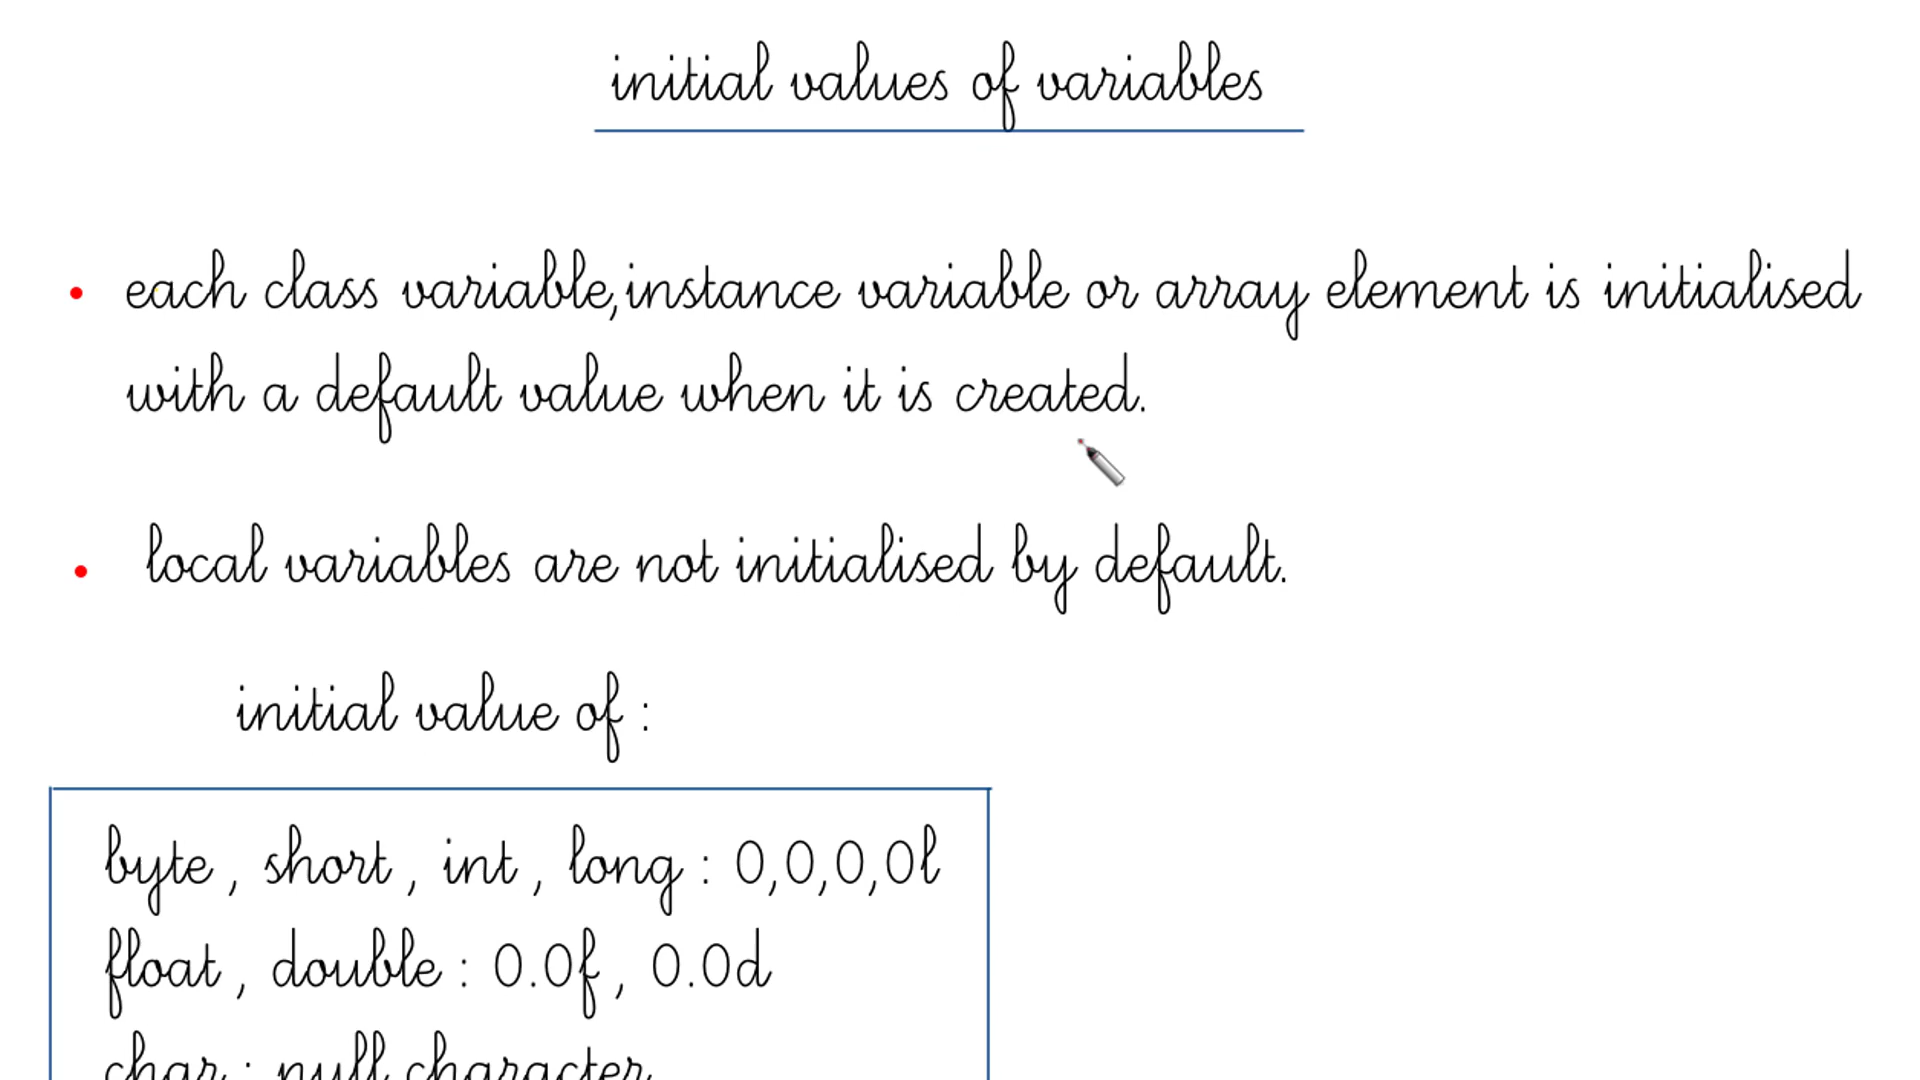 initial values of variables
each class variable,instance variable or array element is initialised
with a default value when it is created.
local variables are not initialised by default.
initial value of :
byte , short , int , long : 0,0,0,0l
float , double : 0.0f , 0.0d
char : null character